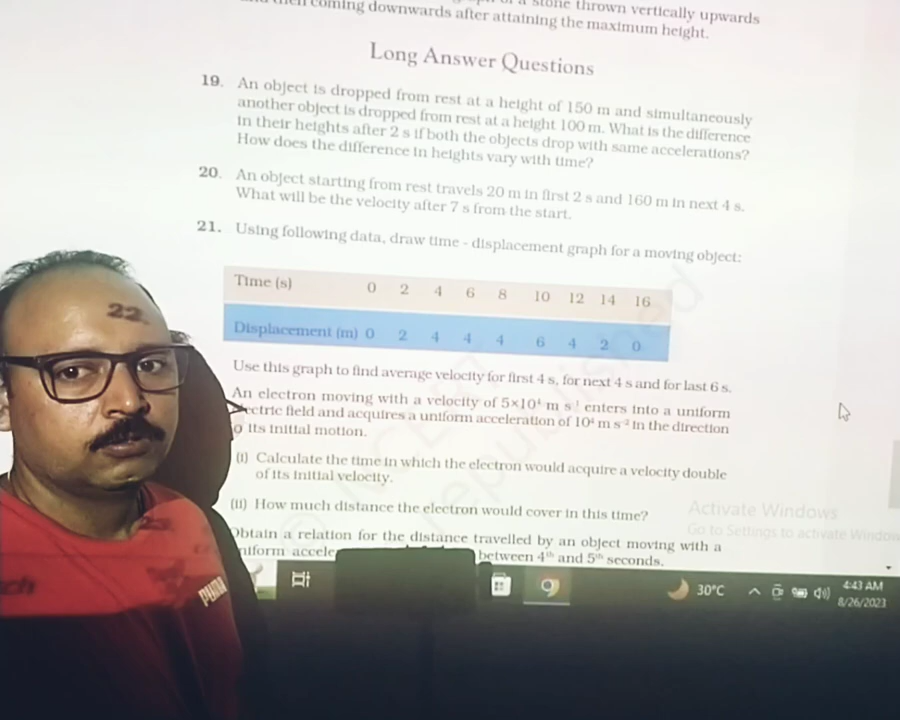 of a stone thrown vertically upwards
then coming downwards after attaining the maximum height.
Long Answer Questions
19. An object is dropped from rest at a height of 150 m and simultaneously
another object is dropped from rest at a height 100 m. What is the difference
in their heights after 2 s if both the objects drop with same accelerations?
How does the difference in heights vary with time?
20. An object starting from rest travels 20 m in first 2 s and 160 m in next 4 s.
What will be the velocity after 7 s from the start.
21. Using following data, draw time - displacement graph for a moving object:
Time (s) 0 2 4 6 8 10 12 14 16
Displacement (m) 0 2 4 4 4 6 4 2 0
Use this graph to find average velocity for first 4 s, for next 4 s and for last 6 s.
22. An electron moving with a velocity of 5×10⁴ m s⁻¹ enters into a uniform
electric field and acquires a uniform acceleration of 10⁴ m s⁻² in the direction
o its initial motion.
(i) Calculate the time in which the electron would acquire a velocity double
of its initial velocity.
(ii) How much distance the electron would cover in this time?
Obtain a relation for the distance travelled by an object moving with a
niform accele between 4th and 5th seconds.
Activate Windows
Go to Settings to activate Window
30°C
4:43 AM
8/26/2023
PUMA
© NCERT
republished